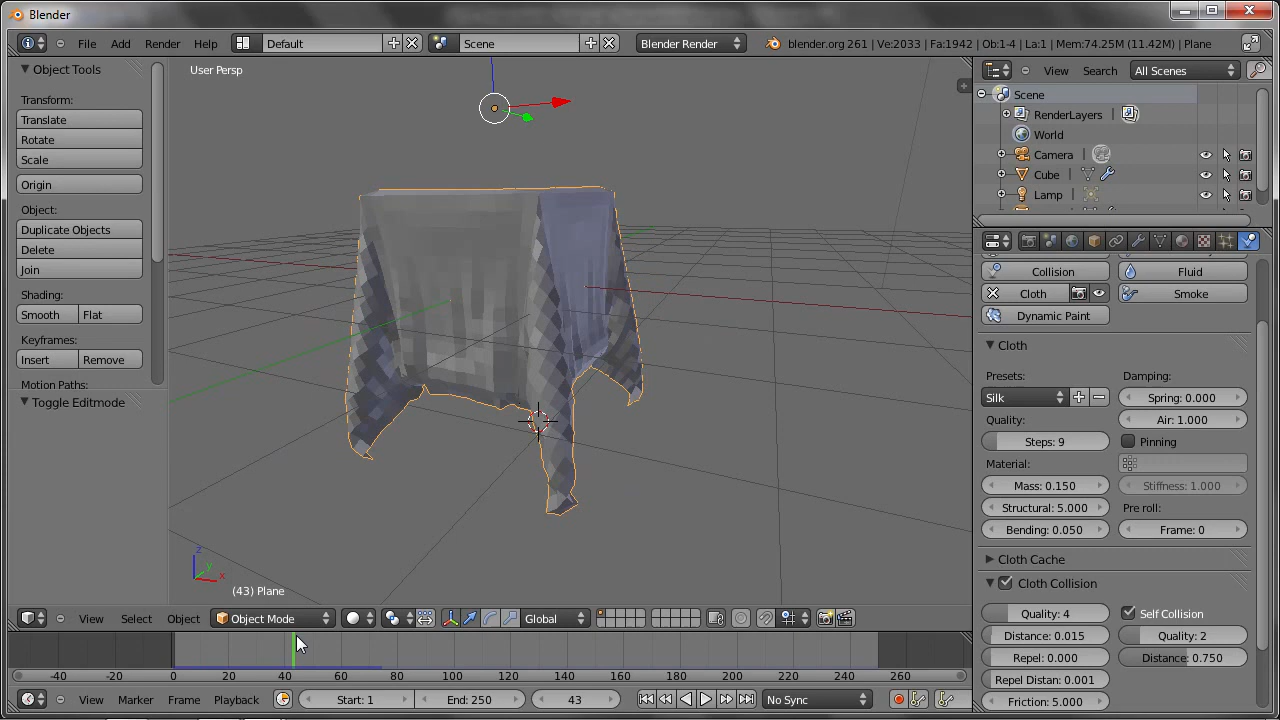 Blender
File Add Render Help Default Scene Blender Render blender.org 261 | Ve:2033 | Fa:1942 | Ob:1-4 | La:1 | Mem:74.25M (11.42M) | Plane
Object Tools
Transform:
Translate
Rotate
Scale
Origin
Object:
Duplicate Objects
Delete
Join
Shading:
Smooth Flat
Keyframes:
Insert Remove
Motion Paths:
Toggle Editmode
User Persp
z
y
x
(43) Plane
View Search All Scenes
Scene
RenderLayers
World
Camera
Cube
Lamp
Collision Fluid
Cloth Smoke
Dynamic Paint
Cloth
Presets: Damping:
Silk Spring: 0.000
Quality: Air: 1.000
Steps: 9 Pinning
Material:
Mass: 0.150 Stiffness: 1.000
Structural: 5.000 Pre roll:
Bending: 0.050 Frame: 0
Cloth Cache
Cloth Collision
Quality: 4 Self Collision
Distance: 0.015 Quality: 2
Repel: 0.000 Distance: 0.750
Repel Distan: 0.001
Friction: 5.000
View Select Object Object Mode Global
-40 -20 0 20 40 60 80 100 120 140 160 180 200 220 240 260
View Marker Frame Playback Start: 1 End: 250 43 No Sync